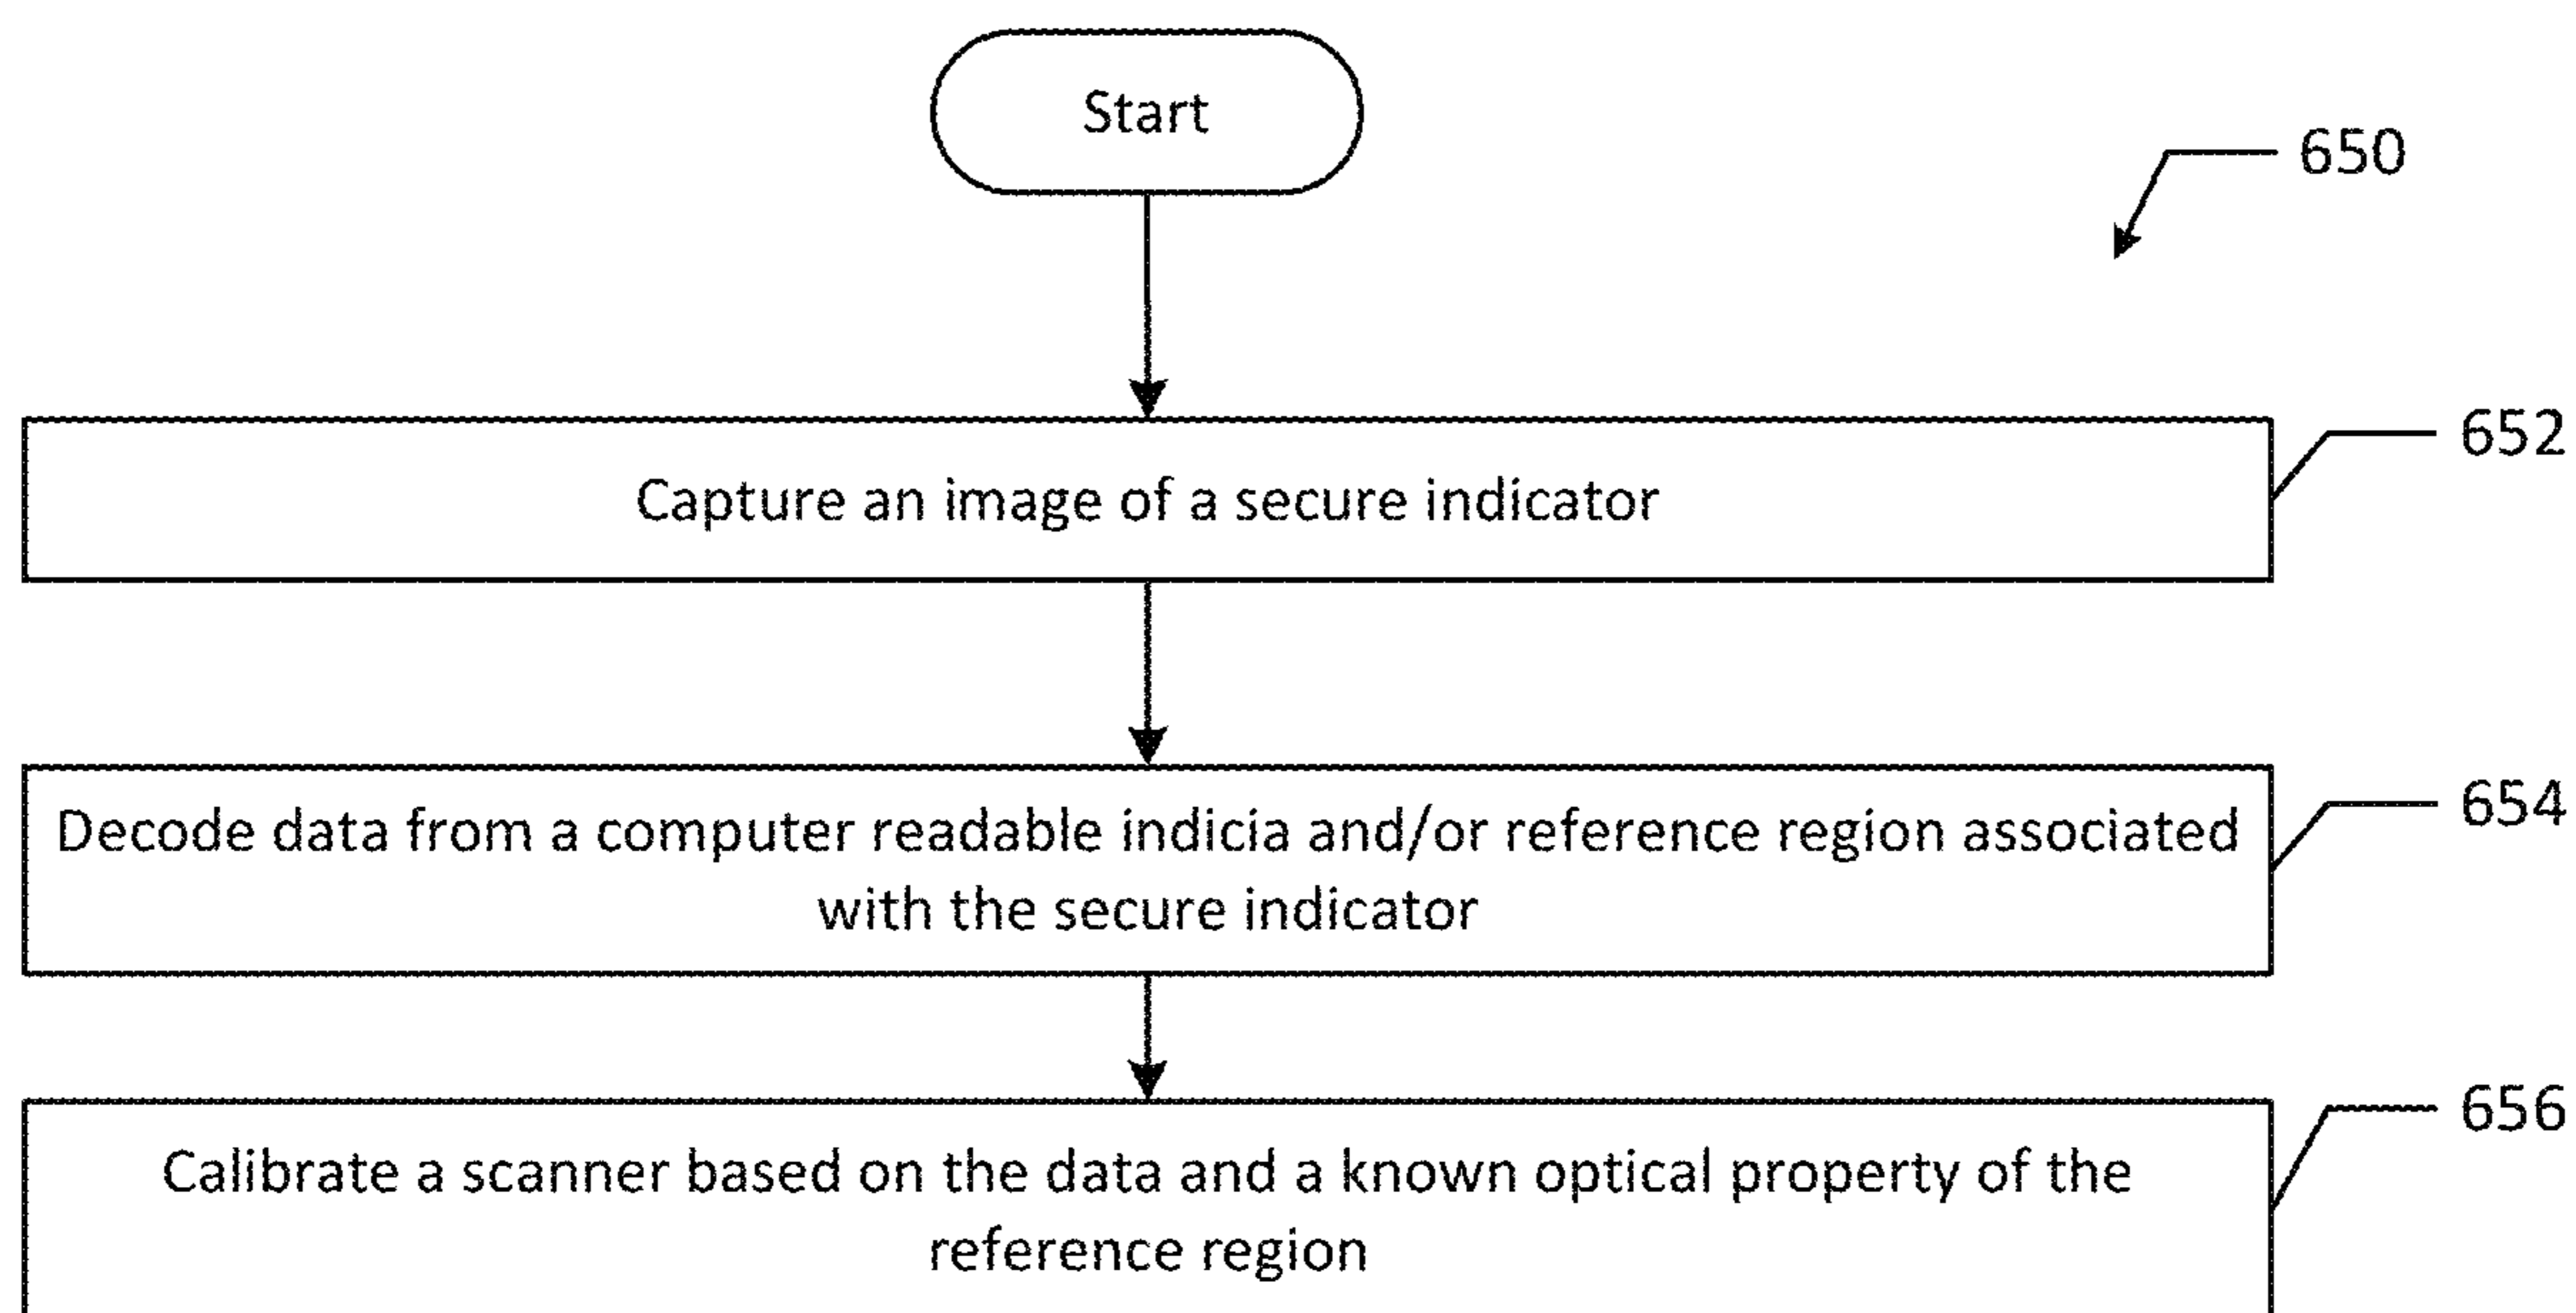 Start
650
652
Capture an image of a secure indicator
654
Decode data from a computer readable indicia and/or reference region associated
with the secure indicator
656
Calibrate a scanner based on the data and a known optical property of the
reference region